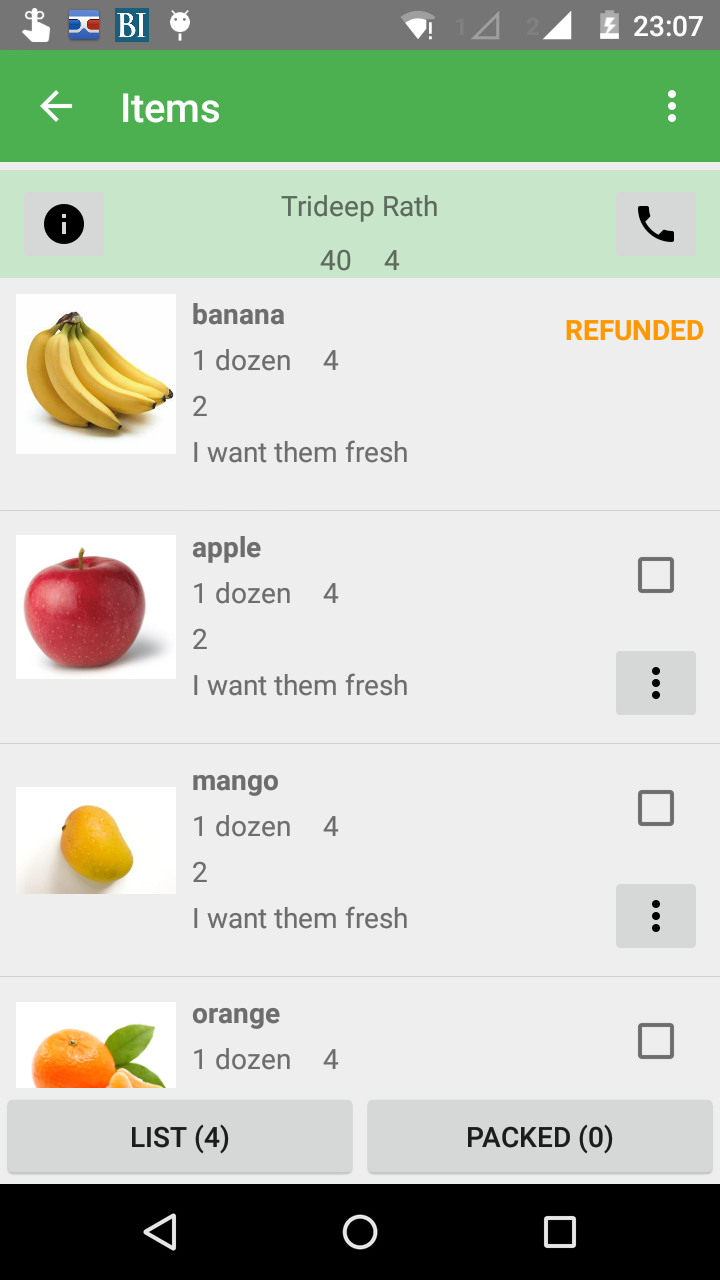 BI 1 2 23:07
Items
Trideep Rath
40 4
banana
REFUNDED
1 dozen 4
2
I want them fresh
apple
1 dozen 4
2
I want them fresh
mango
1 dozen 4
2
I want them fresh
orange
1 dozen 4
LIST (4) PACKED (0)